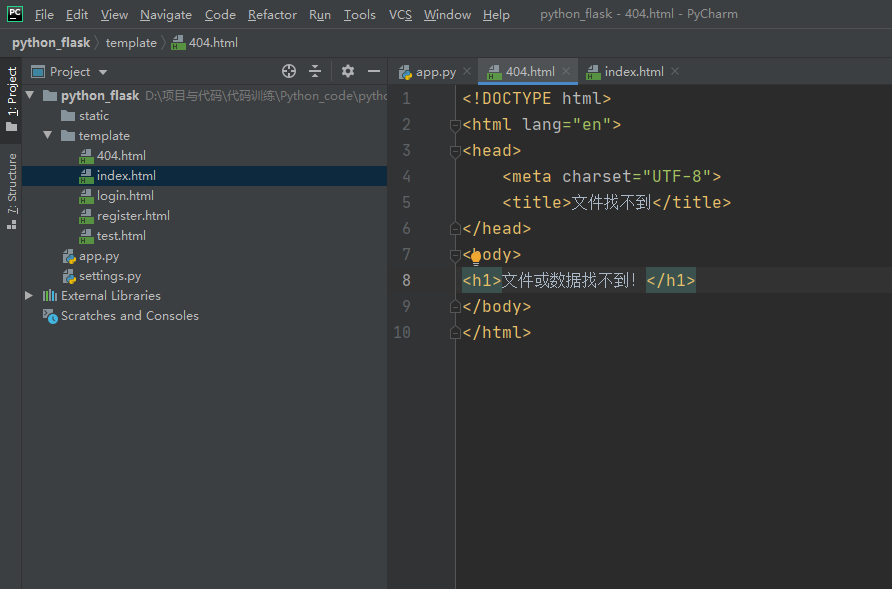 PC File Edit View Navigate Code Refactor Run Tools VCS Window Help python_flask - 404.html - PyCharm
python_flask template 404.html
1: Project
7: Structure
Project
python_flask D:\项目与代码\代码训练\Python_code\pytho
static
template
404.html
index.html
login.html
register.html
test.html
app.py
settings.py
External Libraries
Scratches and Consoles
app.py 404.html index.html
1 <!DOCTYPE html>
2 <html lang="en">
3 <head>
4 <meta charset="UTF-8">
5 <title>文件找不到</title>
6 </head>
7 <body>
8 <h1>文件或数据找不到！</h1>
9 </body>
10 </html>